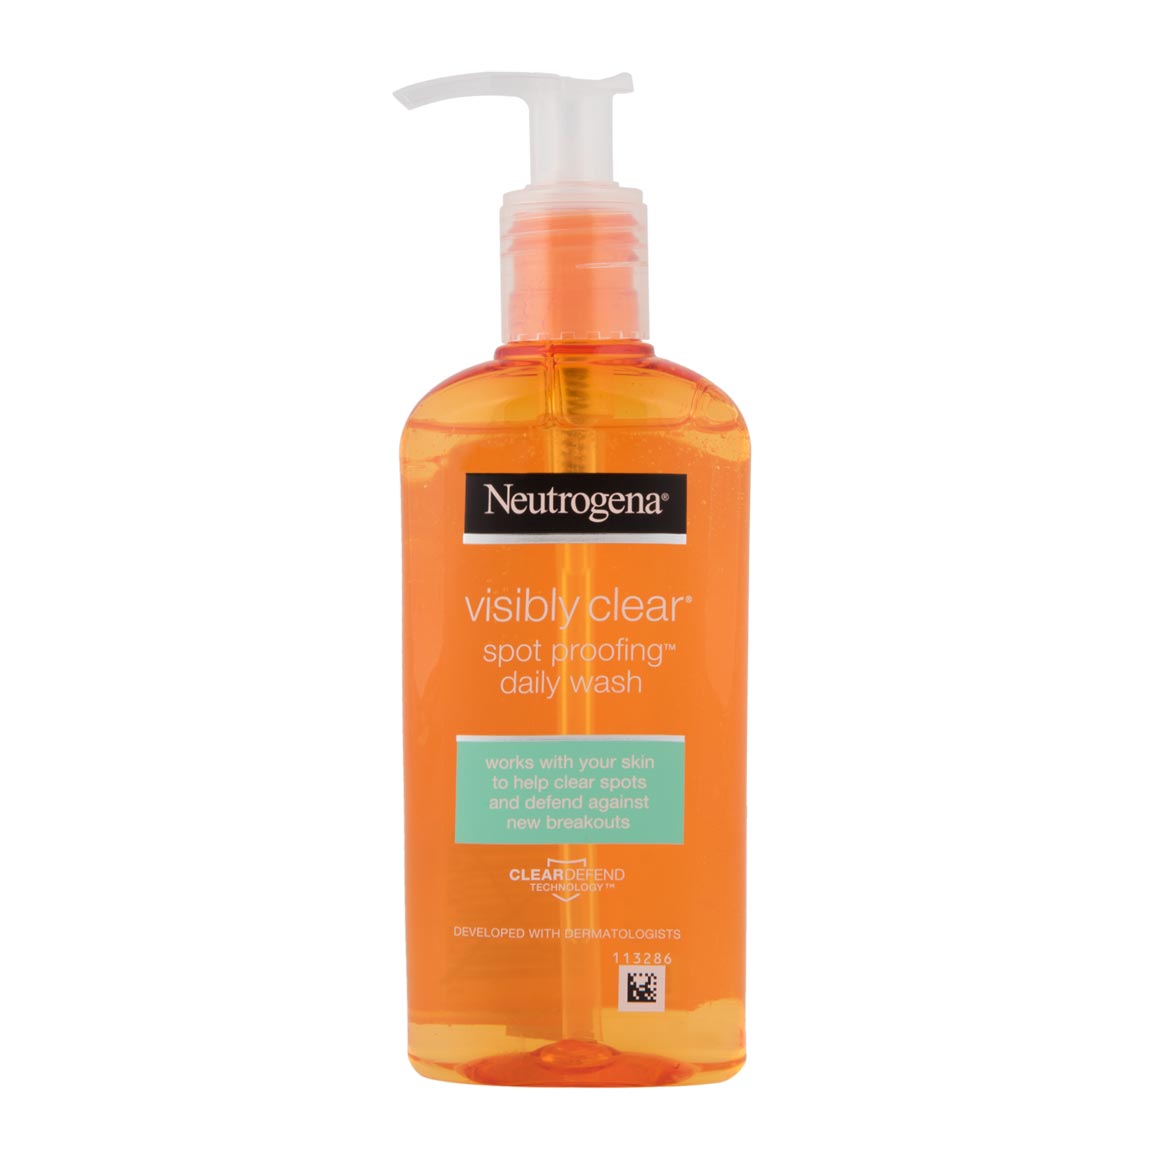 Neutrogena®
visibly clear®
spot proofing™
daily wash
works with your skin
to help clear spots
and defend against
new breakouts
CLEARDEFEND
TECHNOLOGY™
DEVELOPED WITH DERMATOLOGISTS
113286